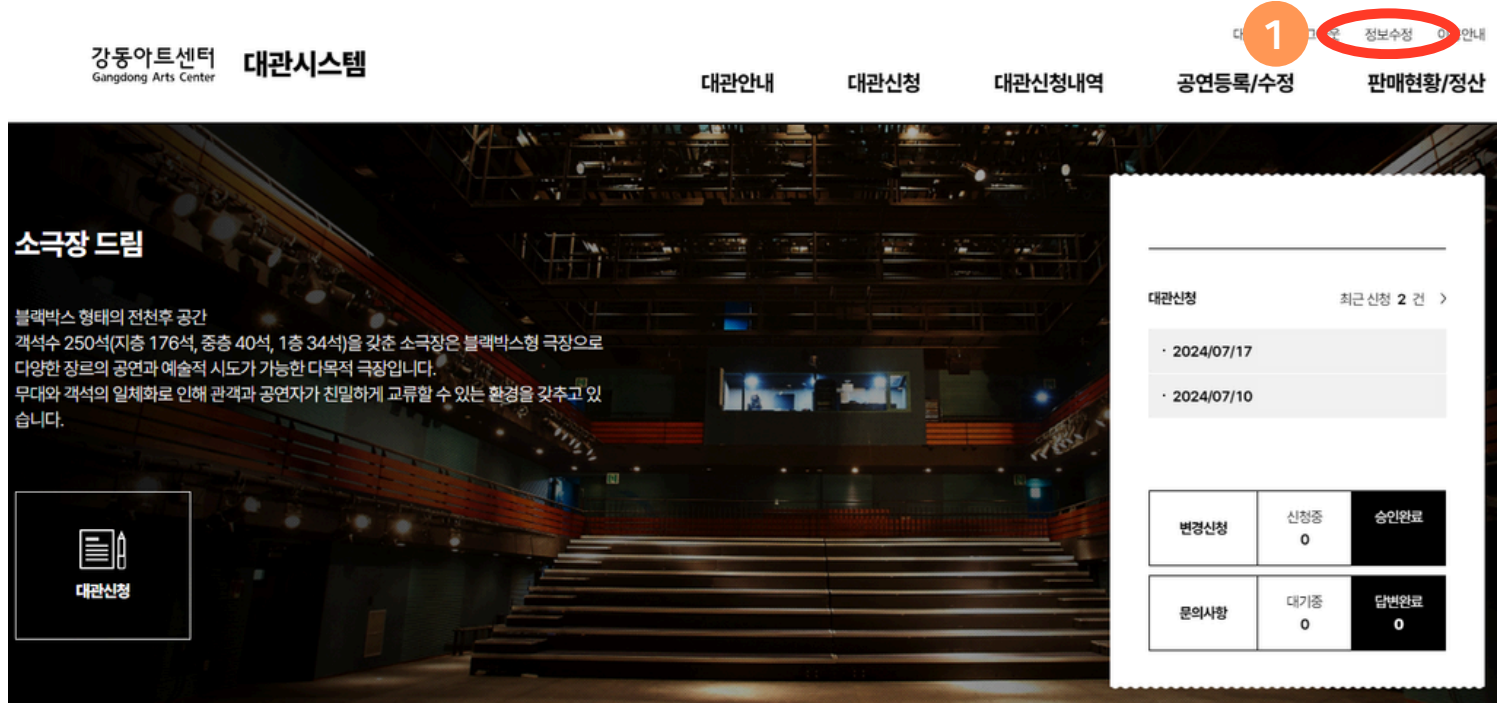 1
정보수정
안내
강동아트센터
Gangdong Arts Center
대관시스템
대관안내
대관신청
대관신청내역
공연등록/수정
판매현황/정산
소극장 드림
블랙박스 형태의 전천후 공간
객석수 250석(지층 176석, 중층 40석, 1층 34석)을 갖춘 소극장은 블랙박스형 극장으로
다양한 장르의 공연과 예술적 시도가 가능한 다목적 극장입니다.
무대와 객석의 일체화로 인해 관객과 공연자가 친밀하게 교류할 수 있는 환경을 갖추고 있
습니다.
대관신청
대관신청
최근 신청 2 건 >
· 2024/07/17
· 2024/07/10
변경신청
신청중
0
승인완료
문의사항
대기중
0
답변완료
0